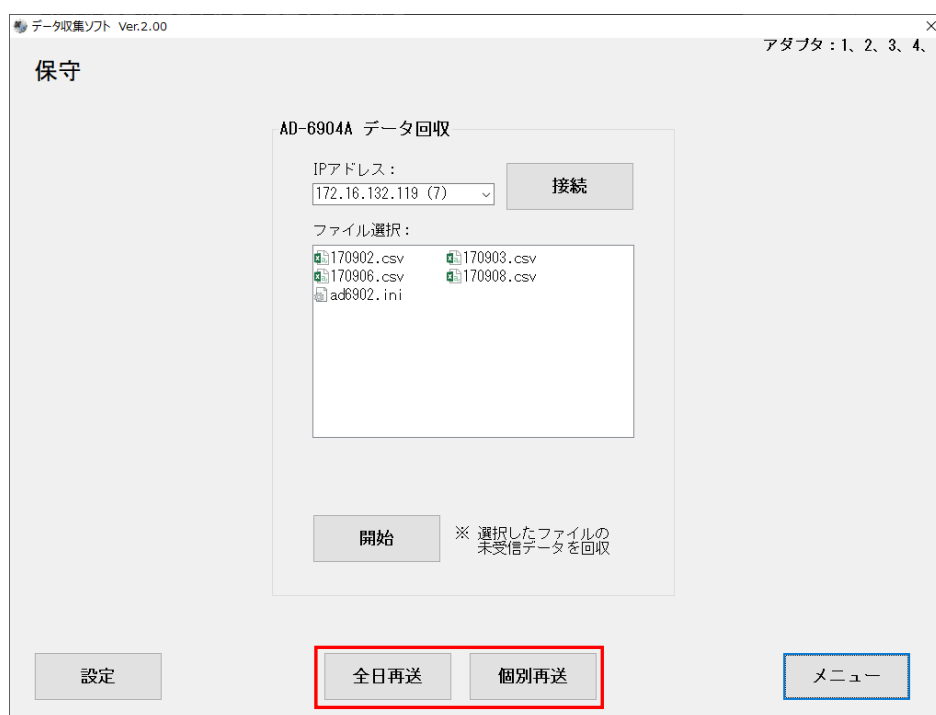 データ収集ソフト Ver.2.00
アダプタ：1、2、3、4、
保守
AD-6904A データ回収
IPアドレス：
172.16.132.119 (7)
接続
ファイル選択：
170902.csv 170903.csv
170906.csv 170908.csv
ad6902.ini
開始
※ 選択したファイルの
未受信データを回収
設定
全日再送
個別再送
メニュー